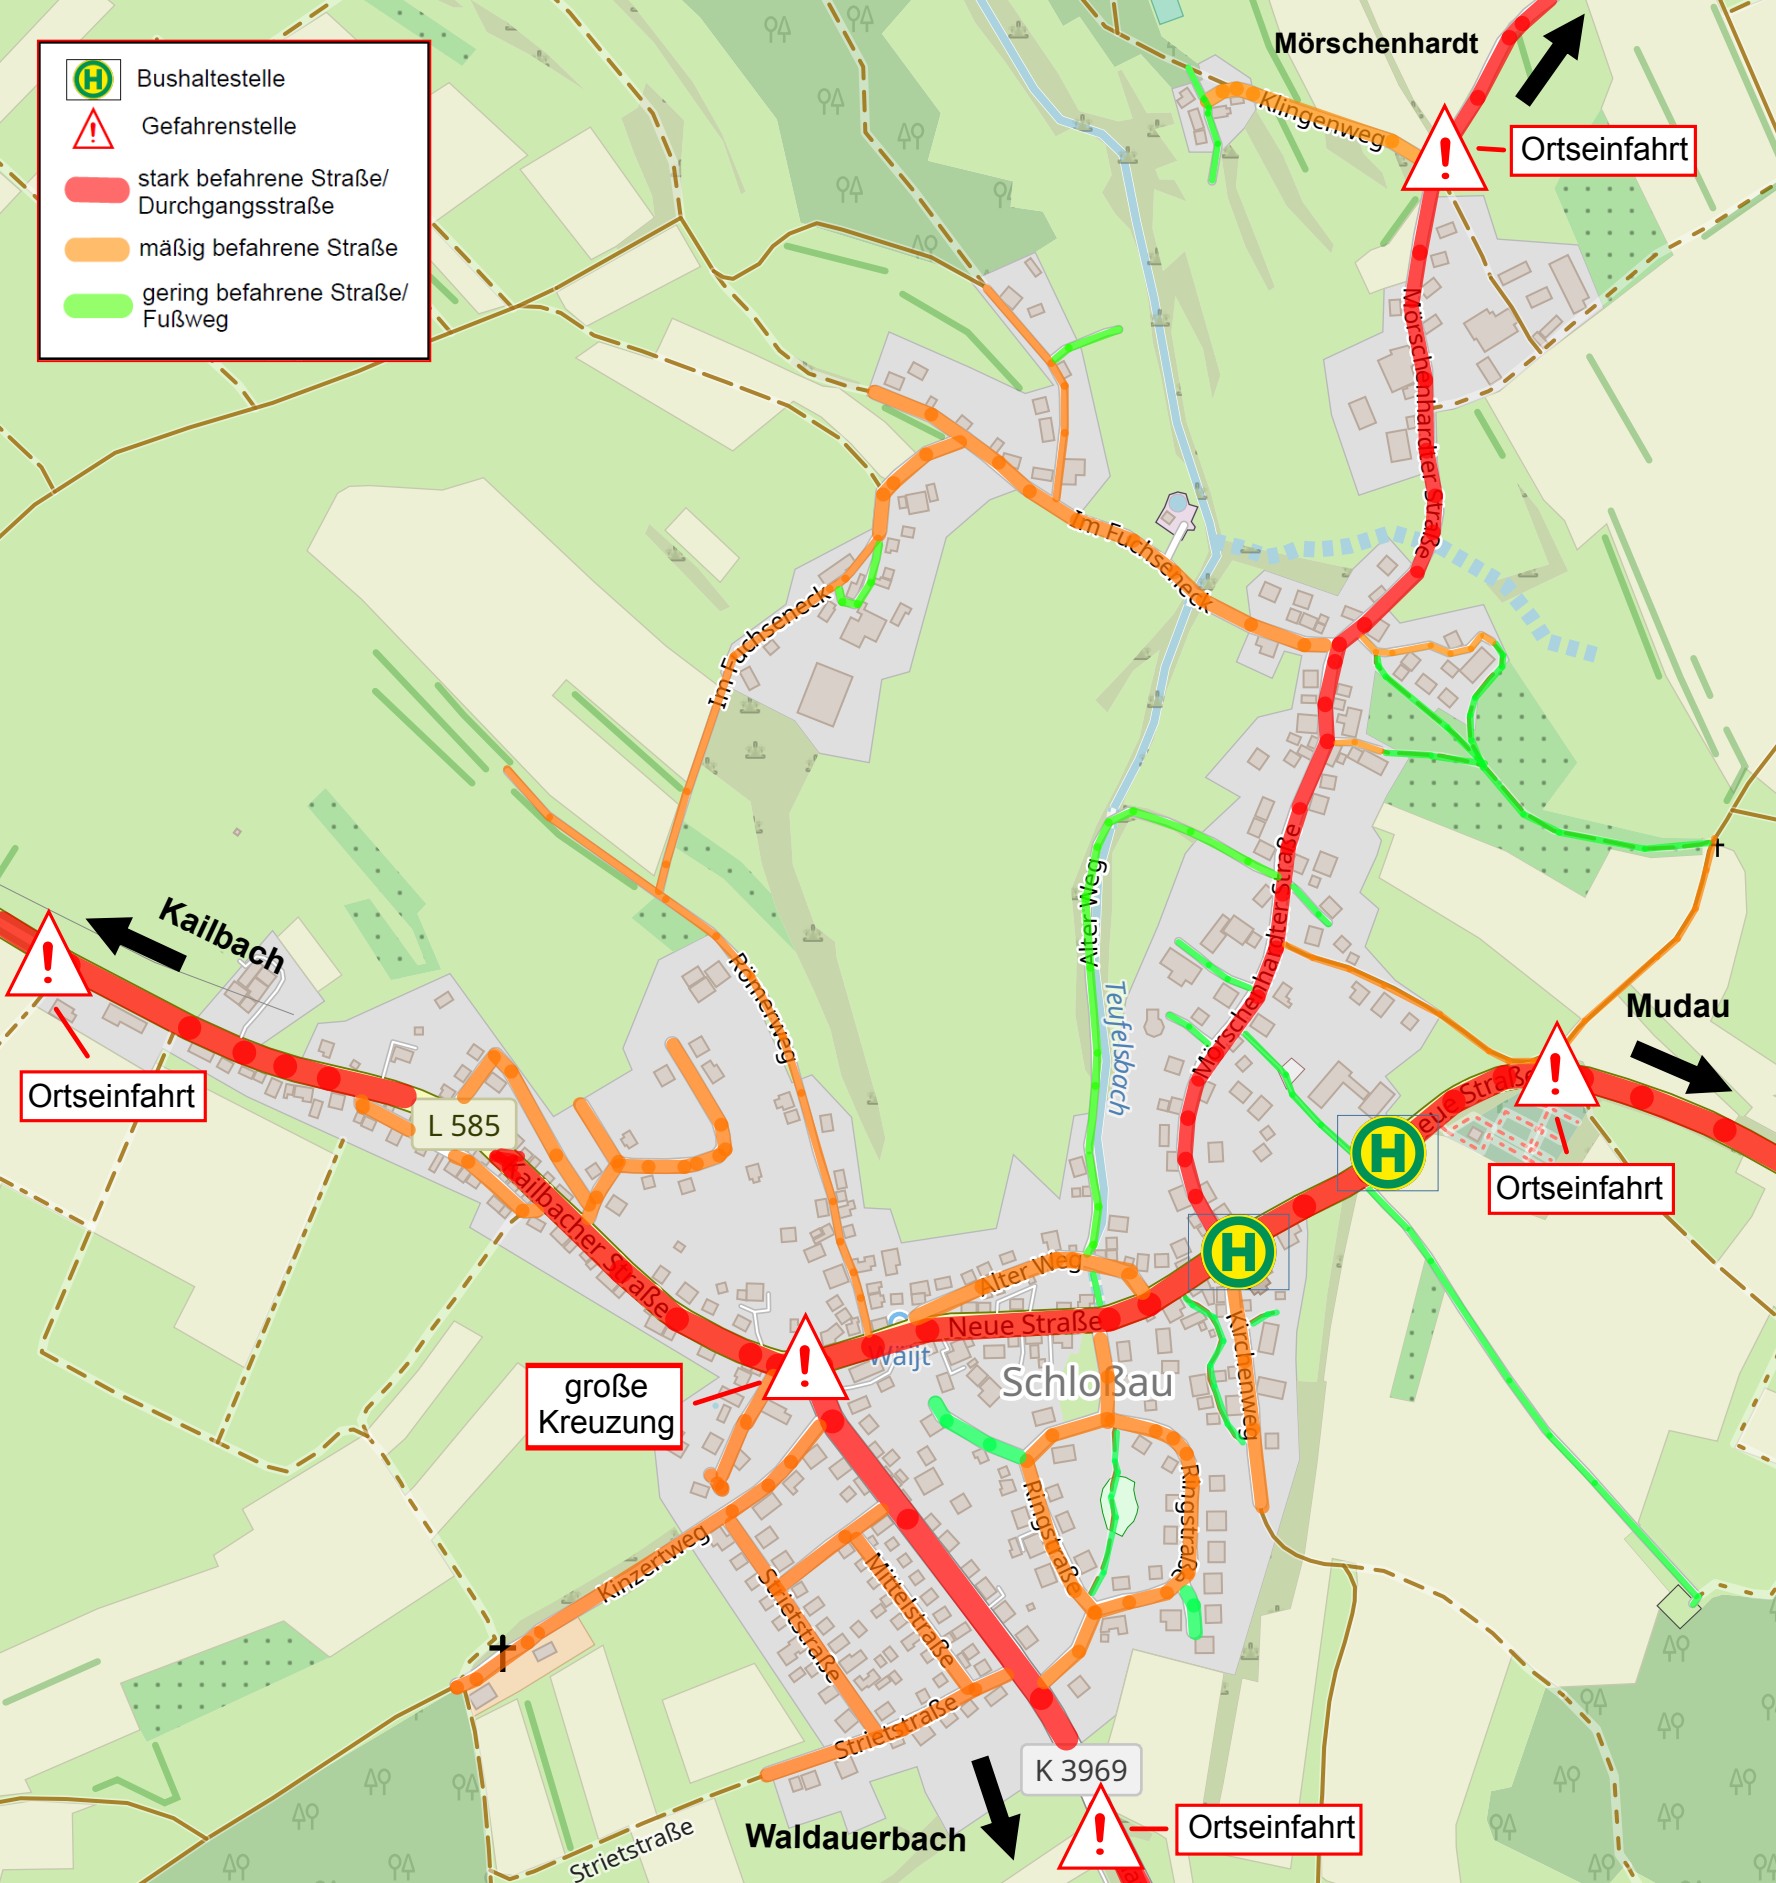 Mörschenhardt
H Bushaltestelle
! Gefahrenstelle
stark befahrene Straße/
Durchgangsstraße
mäßig befahrene Straße
gering befahrene Straße/
Fußweg
Klingenweg
!
Ortseinfahrt
Mörschenhardter Straße
Im Fuchseneck
Im Fuchseneck
Mörschenhardter Straße
Alter Weg
Teufelsbach
Kailbach
!
Ortseinfahrt
Römerweg
Mudau
!
Ortseinfahrt
L 585
Kailbacher Straße
eue Straße
H
H
Alter Weg
Neue Straße
Wäijt
Schloßau
Kirchenweg
!
große
Kreuzung
Ringstraße
Ringstraße
Kinzertweg
Strietstraße
Mittelstraße
Strietstraße
K 3969
Waldauerbach
!
Ortseinfahrt
Strietstraße